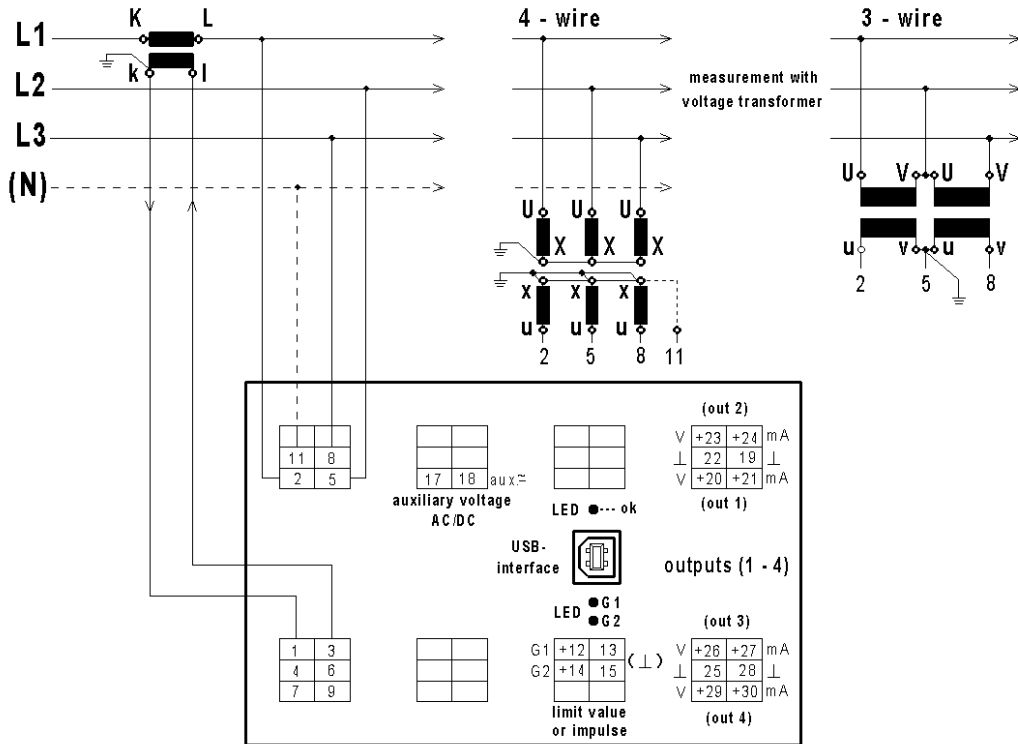 4 - wire
3 - wire
K L
L1
k l
L2
measurement with
voltage transformer
L3
(N)
U V U V
U U U
X X X
u v u v
2 5 8
x x x
u u u
2 5 8 11
(out 2)
V +23 +24 mA
11 8
⊥ 22 19 ⊥
2 5
17 18 aux.≂
V +20 +21 mA
auxiliary voltage
AC/DC
(out 1)
LED --- ok
USB-
interface
outputs (1 - 4)
LED G1
G2
(out 3)
1 3
G1 +12 13
V +26 +27 mA
4 6
G2 +14 15 (⊥)
⊥ 25 28 ⊥
7 9
V +29 +30 mA
limit value
or impulse
(out 4)